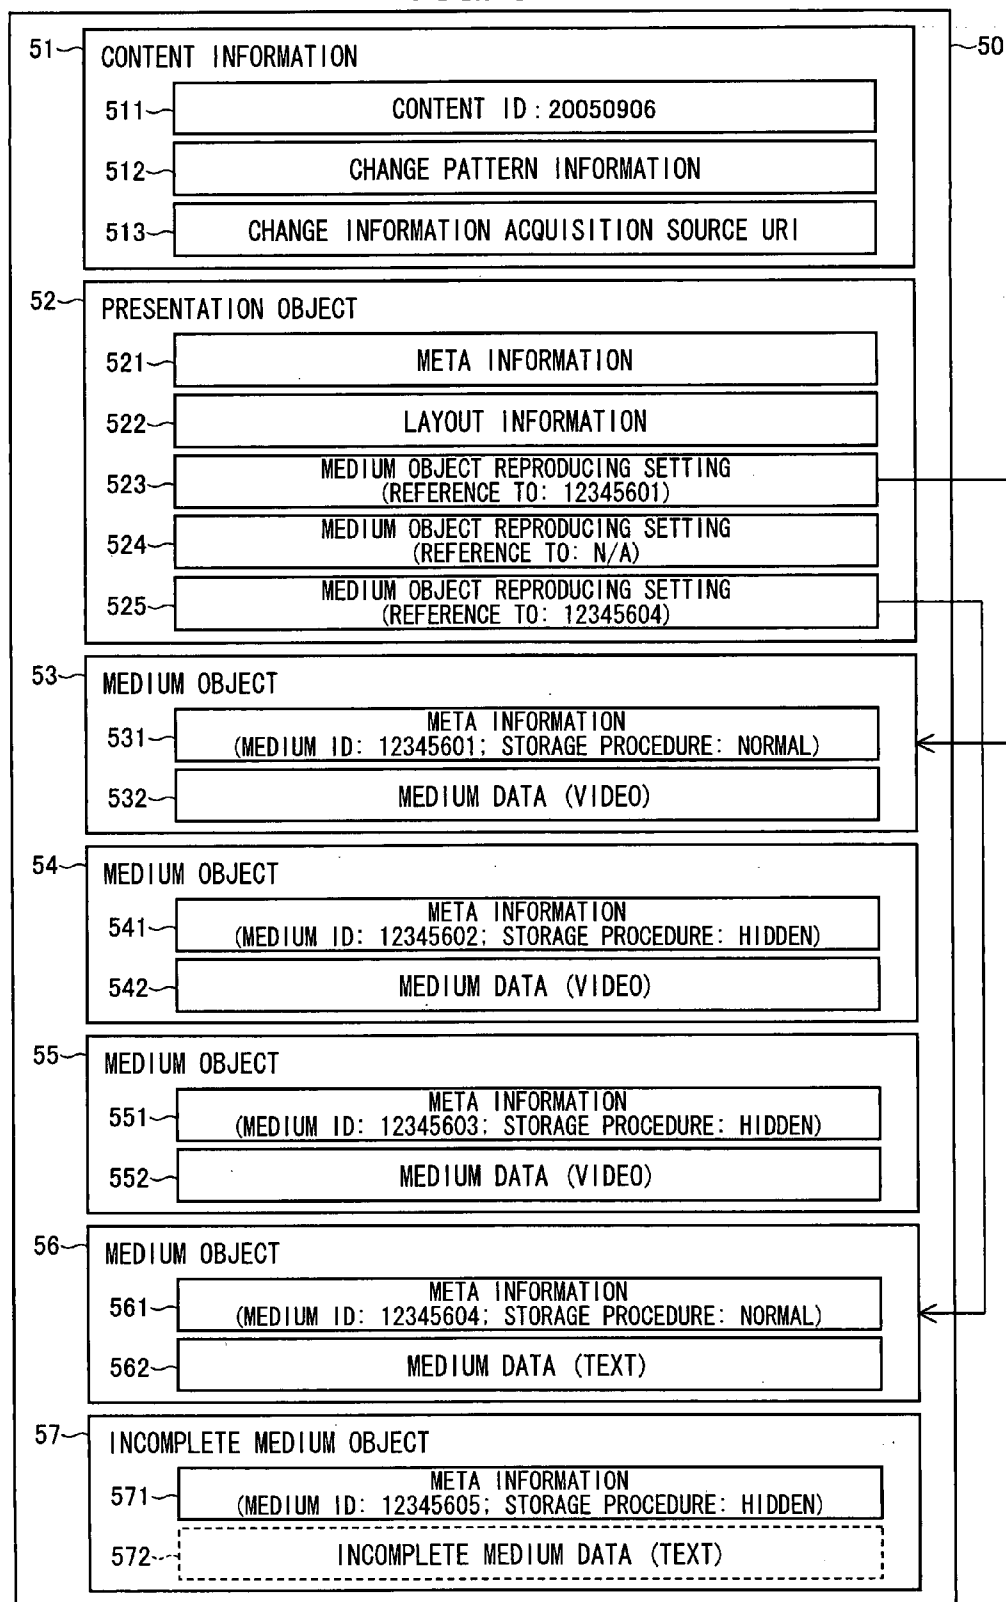 51 CONTENT INFORMATION 50
511 CONTENT ID : 20050906
512 CHANGE PATTERN INFORMATION
513 CHANGE INFORMATION ACQUISITION SOURCE URI
52 PRESENTATION OBJECT
521 META INFORMATION
522 LAYOUT INFORMATION
523 MEDIUM OBJECT REPRODUCING SETTING
(REFERENCE TO: 12345601)
524 MEDIUM OBJECT REPRODUCING SETTING
(REFERENCE TO: N/A)
525 MEDIUM OBJECT REPRODUCING SETTING
(REFERENCE TO: 12345604)
53 MEDIUM OBJECT
531 META INFORMATION
(MEDIUM ID: 12345601; STORAGE PROCEDURE: NORMAL)
532 MEDIUM DATA (VIDEO)
54 MEDIUM OBJECT
541 META INFORMATION
(MEDIUM ID: 12345602; STORAGE PROCEDURE: HIDDEN)
542 MEDIUM DATA (VIDEO)
55 MEDIUM OBJECT
551 META INFORMATION
(MEDIUM ID: 12345603; STORAGE PROCEDURE: HIDDEN)
552 MEDIUM DATA (VIDEO)
56 MEDIUM OBJECT
561 META INFORMATION
(MEDIUM ID: 12345604; STORAGE PROCEDURE: NORMAL)
562 MEDIUM DATA (TEXT)
57 INCOMPLETE MEDIUM OBJECT
571 META INFORMATION
(MEDIUM ID: 12345605; STORAGE PROCEDURE: HIDDEN)
572 INCOMPLETE MEDIUM DATA (TEXT)